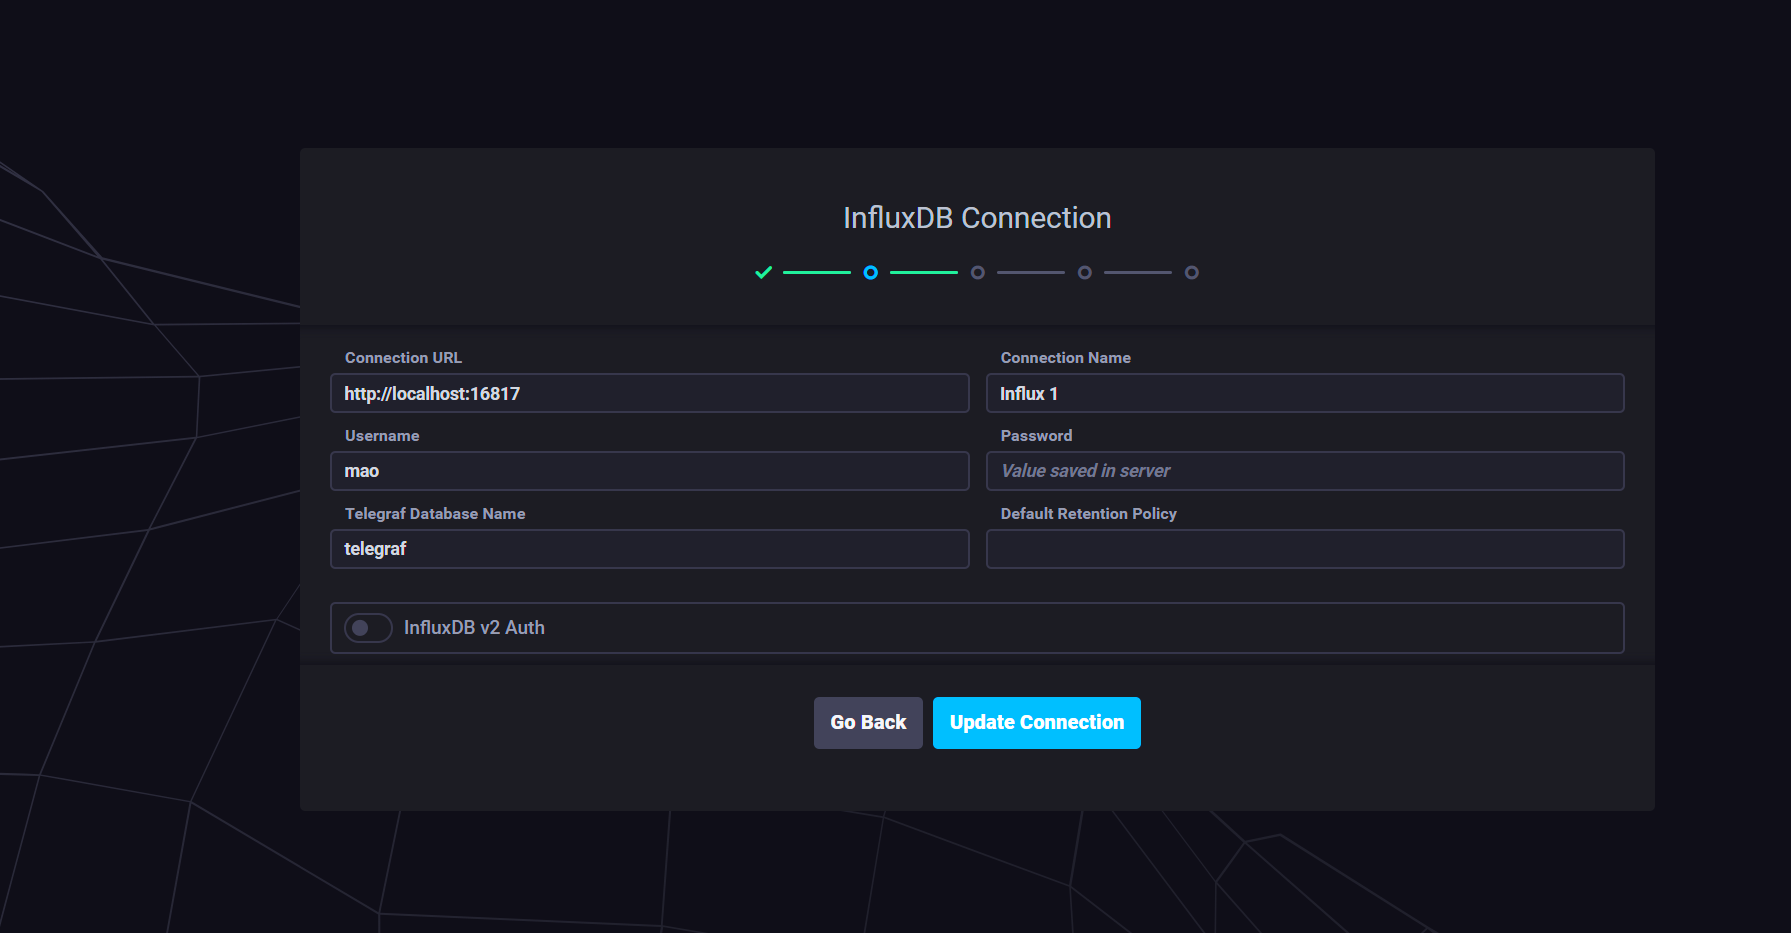 InfluxDB Connection
Connection URL
http://localhost:16817
Connection Name
Influx 1
Username
mao
Password
Value saved in server
Telegraf Database Name
telegraf
Default Retention Policy
InfluxDB v2 Auth
Go Back
Update Connection